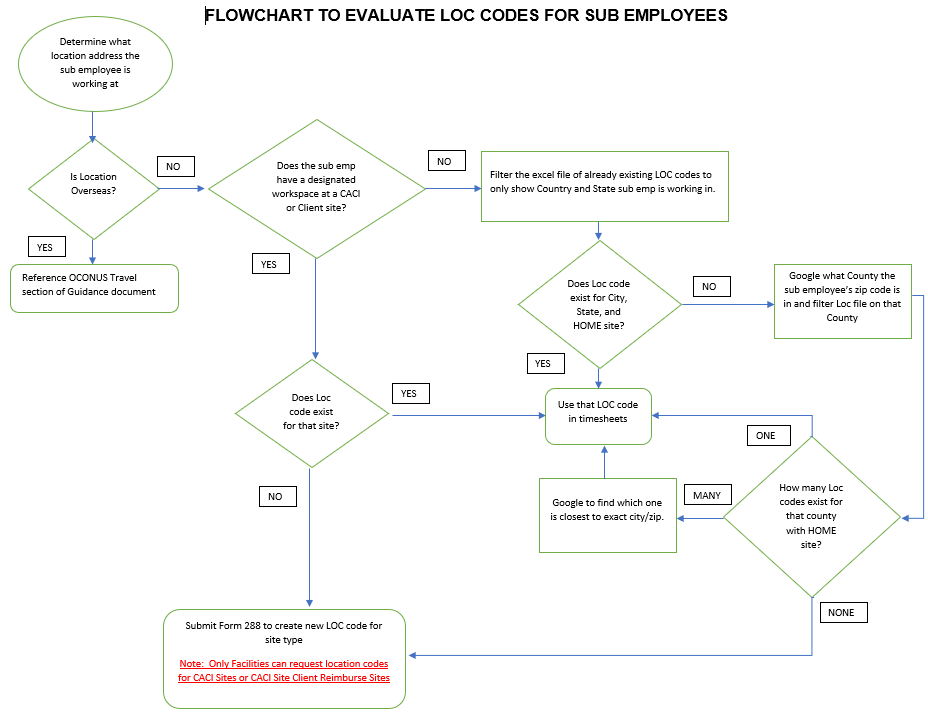 FLOWCHART TO EVALUATE LOC CODES FOR SUB EMPLOYEES
Determine what
location address the
sub employee is
working at
Is Location
Overseas?
NO
YES
Reference OCONUS Travel
section of Guidance document
Does the sub emp
have a designated
workspace at a CACI
or Client site?
NO
YES
Filter the excel file of already existing LOC codes to
only show Country and State sub emp is working in.
Does Loc code
exist for City,
State, and
HOME site?
NO
YES
Google what County the
sub employee's zip code is
in and filter Loc file on that
County
Does Loc
code exist
for that site?
YES
NO
Use that LOC code
in timesheets
ONE
How many Loc
codes exist for
that county
with HOME
site?
MANY
Google to find which one
is closest to exact city/zip.
NONE
Submit Form 288 to create new LOC code for
site type
Note:  Only Facilities can request location codes
for CACI Sites or CACI Site Client Reimburse Sites